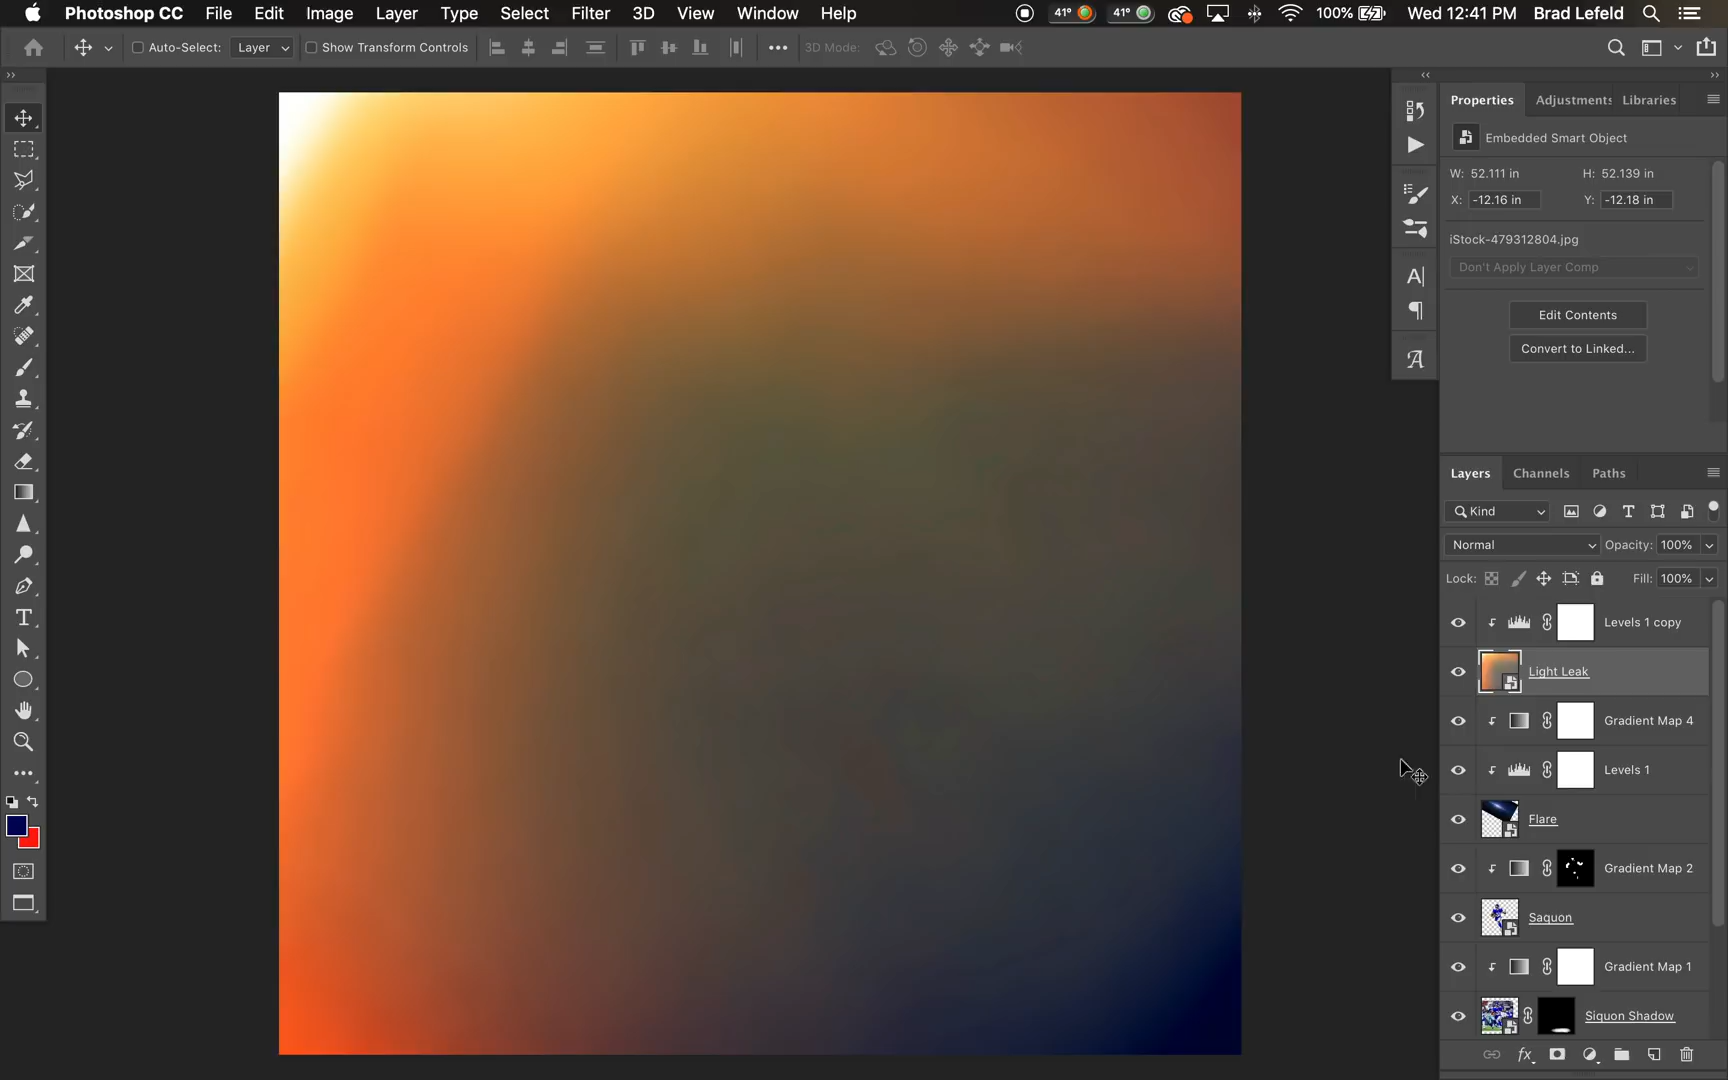 Photoshop CC File Edit Image Layer Type Select Filter 3D View Window Help 41° 41° 100% Wed 12:41 PM Brad Lefeld
Auto-Select: Layer Show Transform Controls 3D Mode:
Properties Adjustments Libraries
Embedded Smart Object
W: 52.111 in H: 52.139 in
X: -12.16 in Y: -12.18 in
iStock-479312804.jpg
Don't Apply Layer Comp
Edit Contents
Convert to Linked...
Layers Channels Paths
Kind
Normal Opacity: 100%
Lock: Fill: 100%
Levels 1 copy
Light Leak
Gradient Map 4
Levels 1
Flare
Gradient Map 2
Saquon
Gradient Map 1
Siquon Shadow
fx